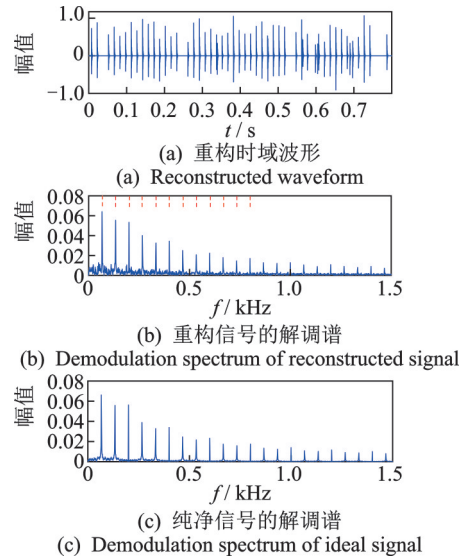 1.0
幅值
0
−1.0
0 0.1 0.2 0.3 0.4 0.5 0.6 0.7
t / s
(a) 重构时域波形
(a) Reconstructed waveform
0.08
幅值
0.06
0.04
0.02
0
0 0.5 1.0 1.5
f / kHz
(b) 重构信号的解调谱
(b) Demodulation spectrum of reconstructed signal
0.08
幅值
0.06
0.04
0.02
0
0 0.5 1.0 1.5
f / kHz
(c) 纯净信号的解调谱
(c) Demodulation spectrum of ideal signal